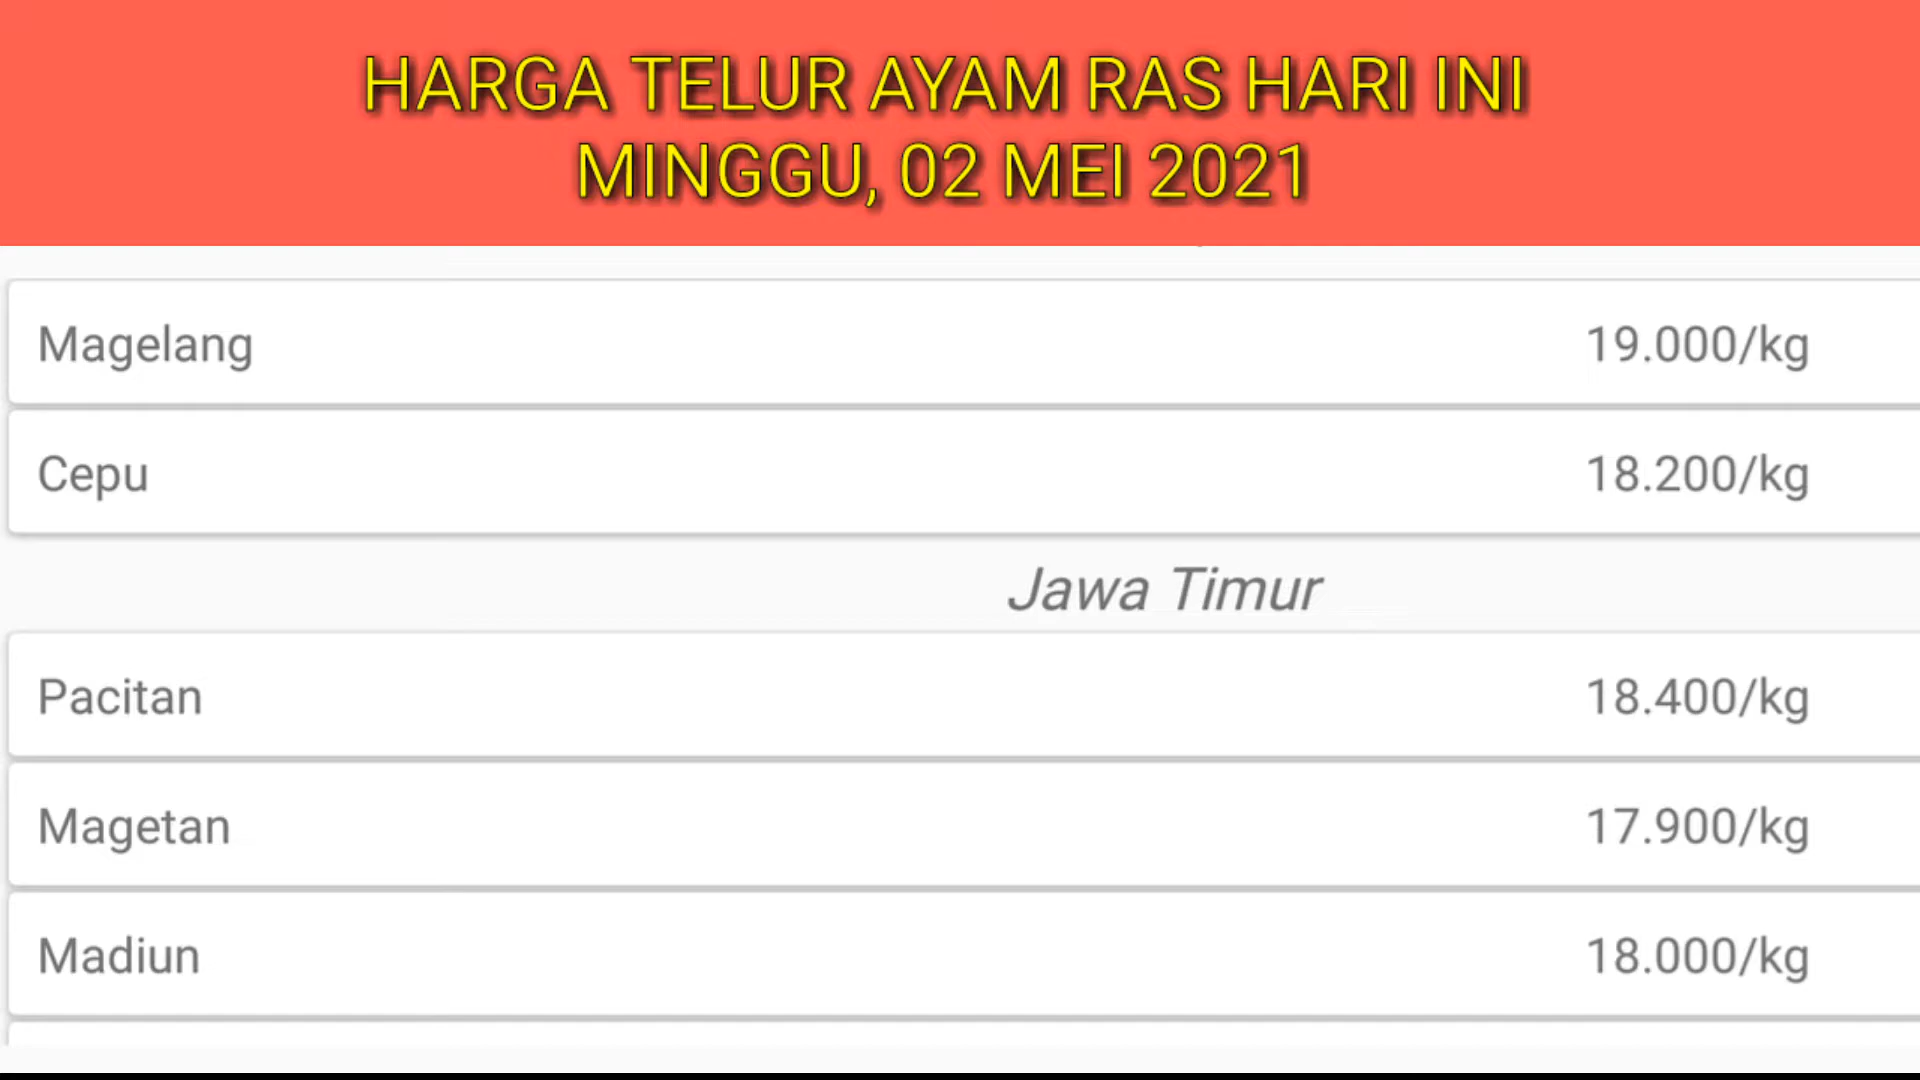 HARGA TELUR AYAM RAS HARI INI
MINGGU, 02 MEI 2021
Magelang 19.000/kg
Cepu 18.200/kg
Jawa Timur
Pacitan 18.400/kg
Magetan 17.900/kg
Madiun 18.000/kg